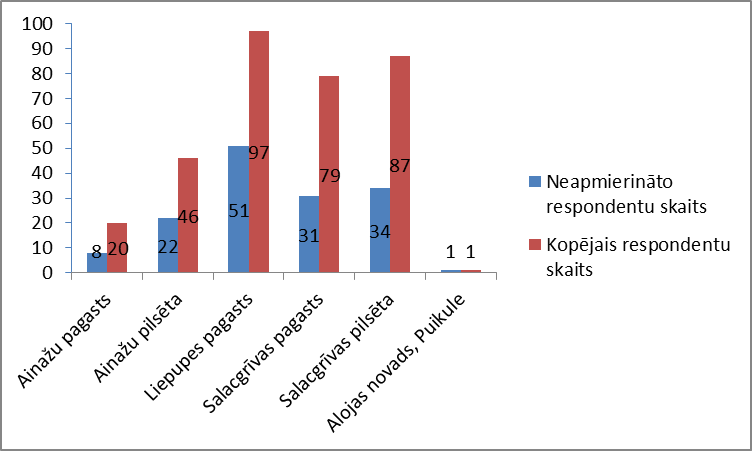 100
90
80
70
60
50
40
30
20
10
0
8
20
22
46
51
97
31
79
34
87
1
1
Ainažu pagasts
Ainažu pilsēta
Liepupes pagasts
Salacgrīvas pagasts
Salacgrīvas pilsēta
Alojas novads, Puikule
Neapmierināto
respondentu skaits
Kopējais respondentu
skaits